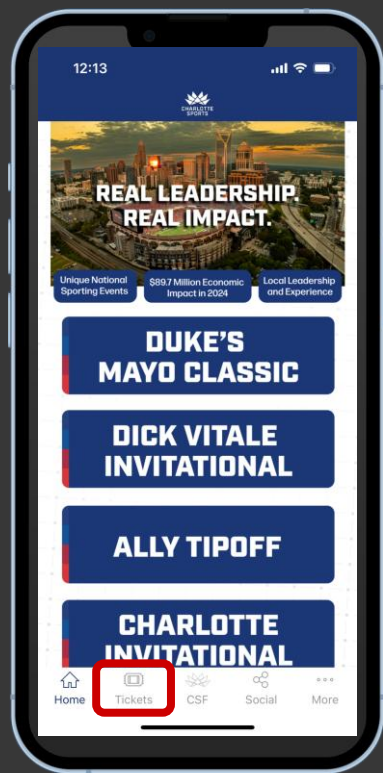 12:13
CHARLOTTE
SPORTS
REAL LEADERSHIP.
REAL IMPACT.
Unique National
Sporting Events
$89.7 Million Economic
Impact in 2024
Local Leadership
and Experience
DUKE'S
MAYO CLASSIC
DICK VITALE
INVITATIONAL
ALLY TIPOFF
CHARLOTTE
INVITATIONAL
Home
Tickets
CSF
Social
More